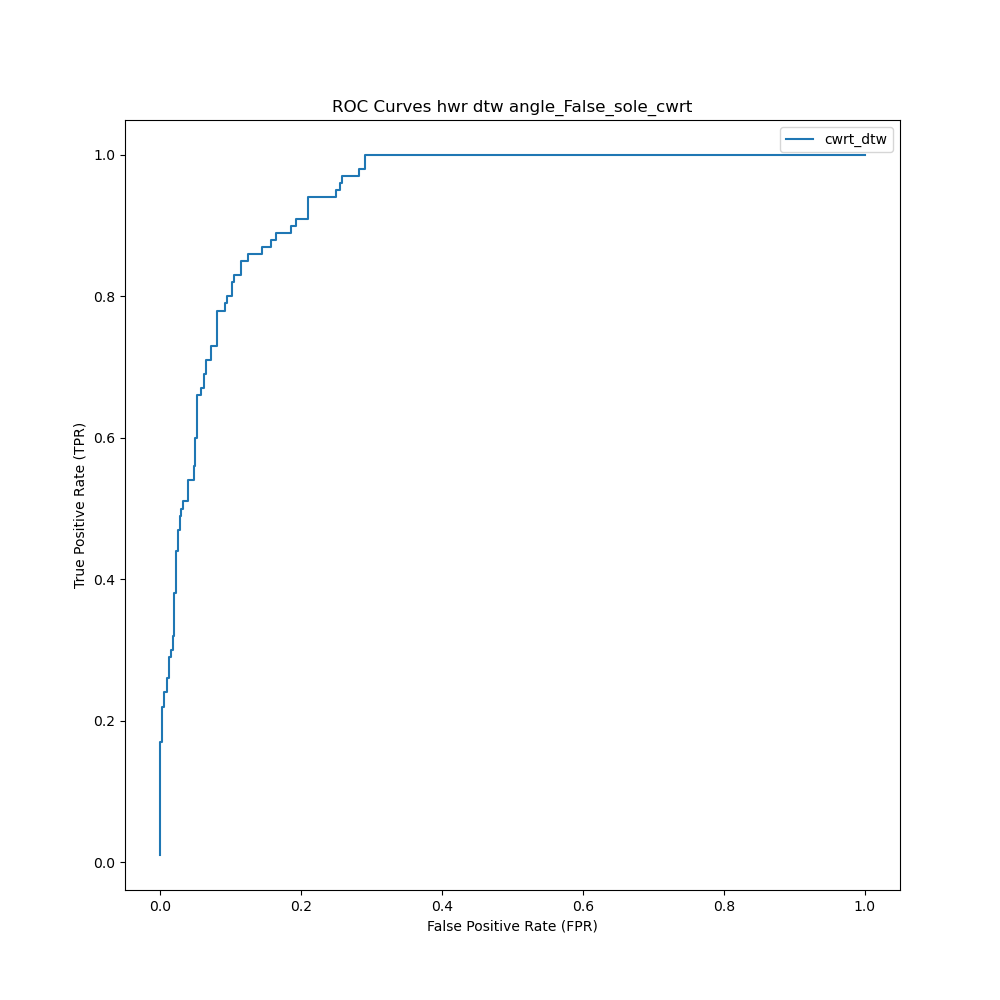 ROC Curves hwr dtw angle_False_sole_cwrt
cwrt_dtw
1.0
0.8
0.6
0.4
0.2
0.0
True Positive Rate (TPR)
0.0 0.2 0.4 0.6 0.8 1.0
False Positive Rate (FPR)